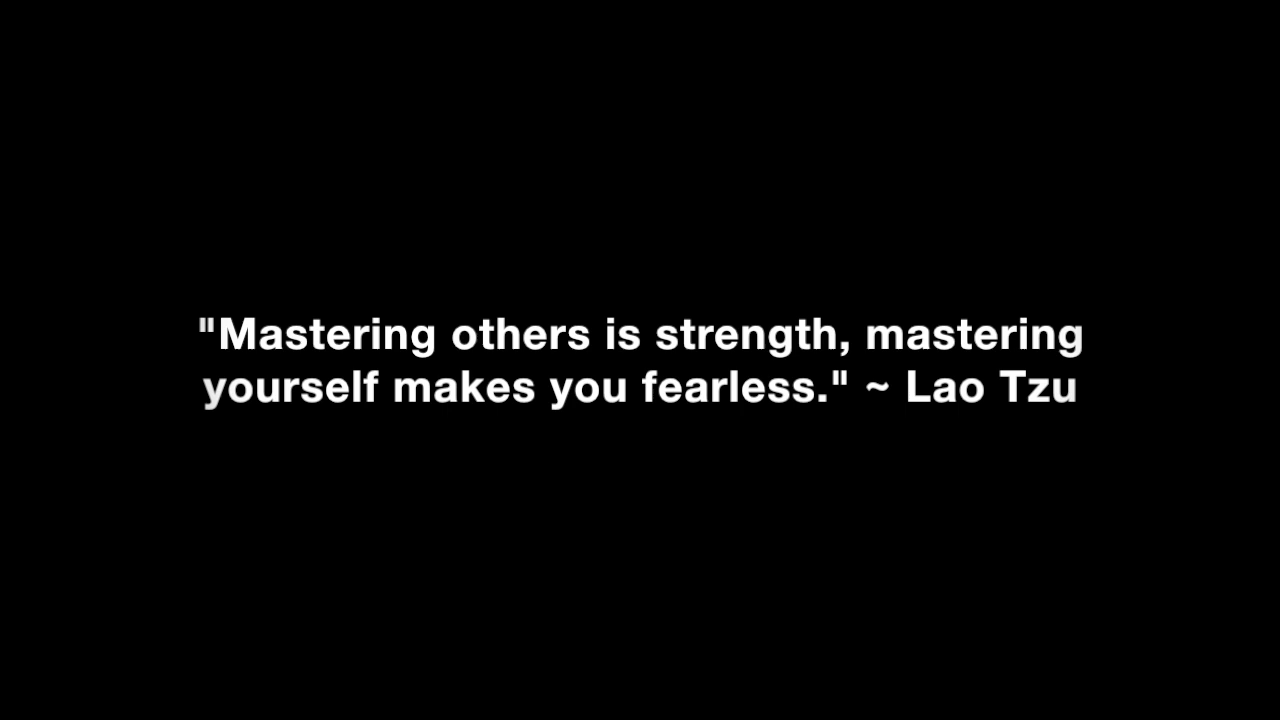 "Mastering others is strength, mastering
yourself makes you fearless." ~ Lao Tzu